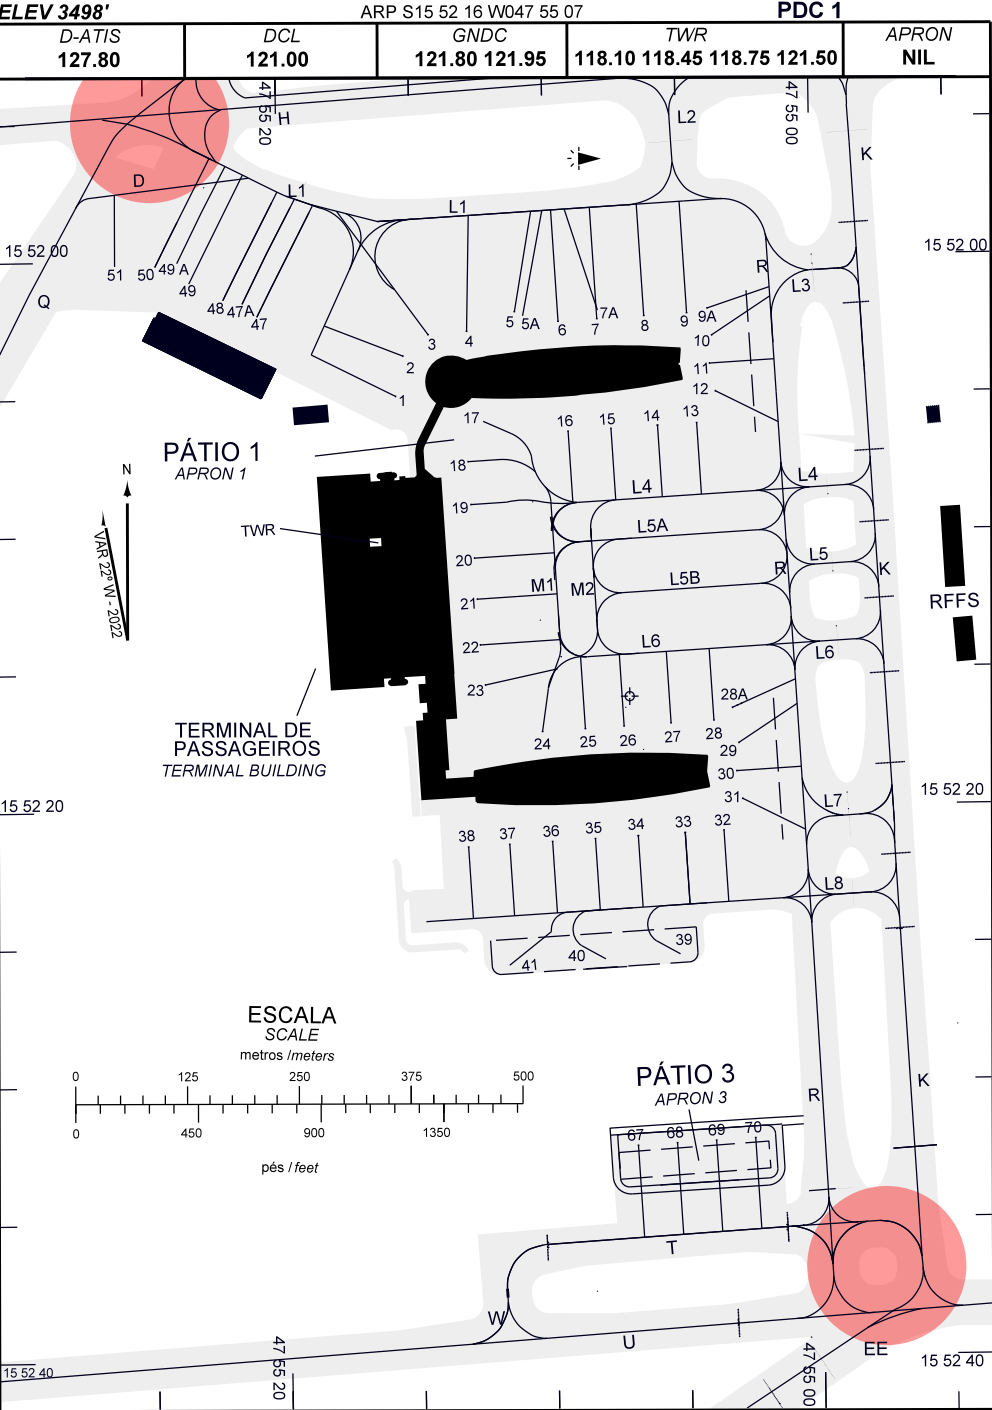 ELEV 3498' ARP S15 52 16 W047 55 07 PDC 1
D-ATIS DCL GNDC TWR APRON
127.80 121.00 121.80 121.95 118.10 118.45 118.75 121.50 NIL
47 55 20
47 55 00
H
L2
K
D
L1
L1
15 52 00
15 52 00
R
L3
Q
51
50
49 A
49
48
47A
47
5
5A
6
7
7A
8
9
9A
10
3
4
2
1
11
12
17
16
15
14
13
PÁTIO 1
APRON 1
18
L4
L4
N
19
TWR
L5A
VAR 22º W - 2022
20
L5
M1
M2
L5B
R
K
21
RFFS
22
L6
L6
23
28A
TERMINAL DE
PASSAGEIROS
TERMINAL BUILDING
24
25
26
27
28
29
30
31
15 52 20
15 52 20
L7
38
37
36
35
34
33
32
L8
41
40
39
ESCALA
SCALE
metros /meters
0 125 250 375 500
0 450 900 1350
pés / feet
PÁTIO 3
APRON 3
R
K
67
68
69
70
T
W
U
EE
47 55 20
47 55 00
15 52 40
15 52 40